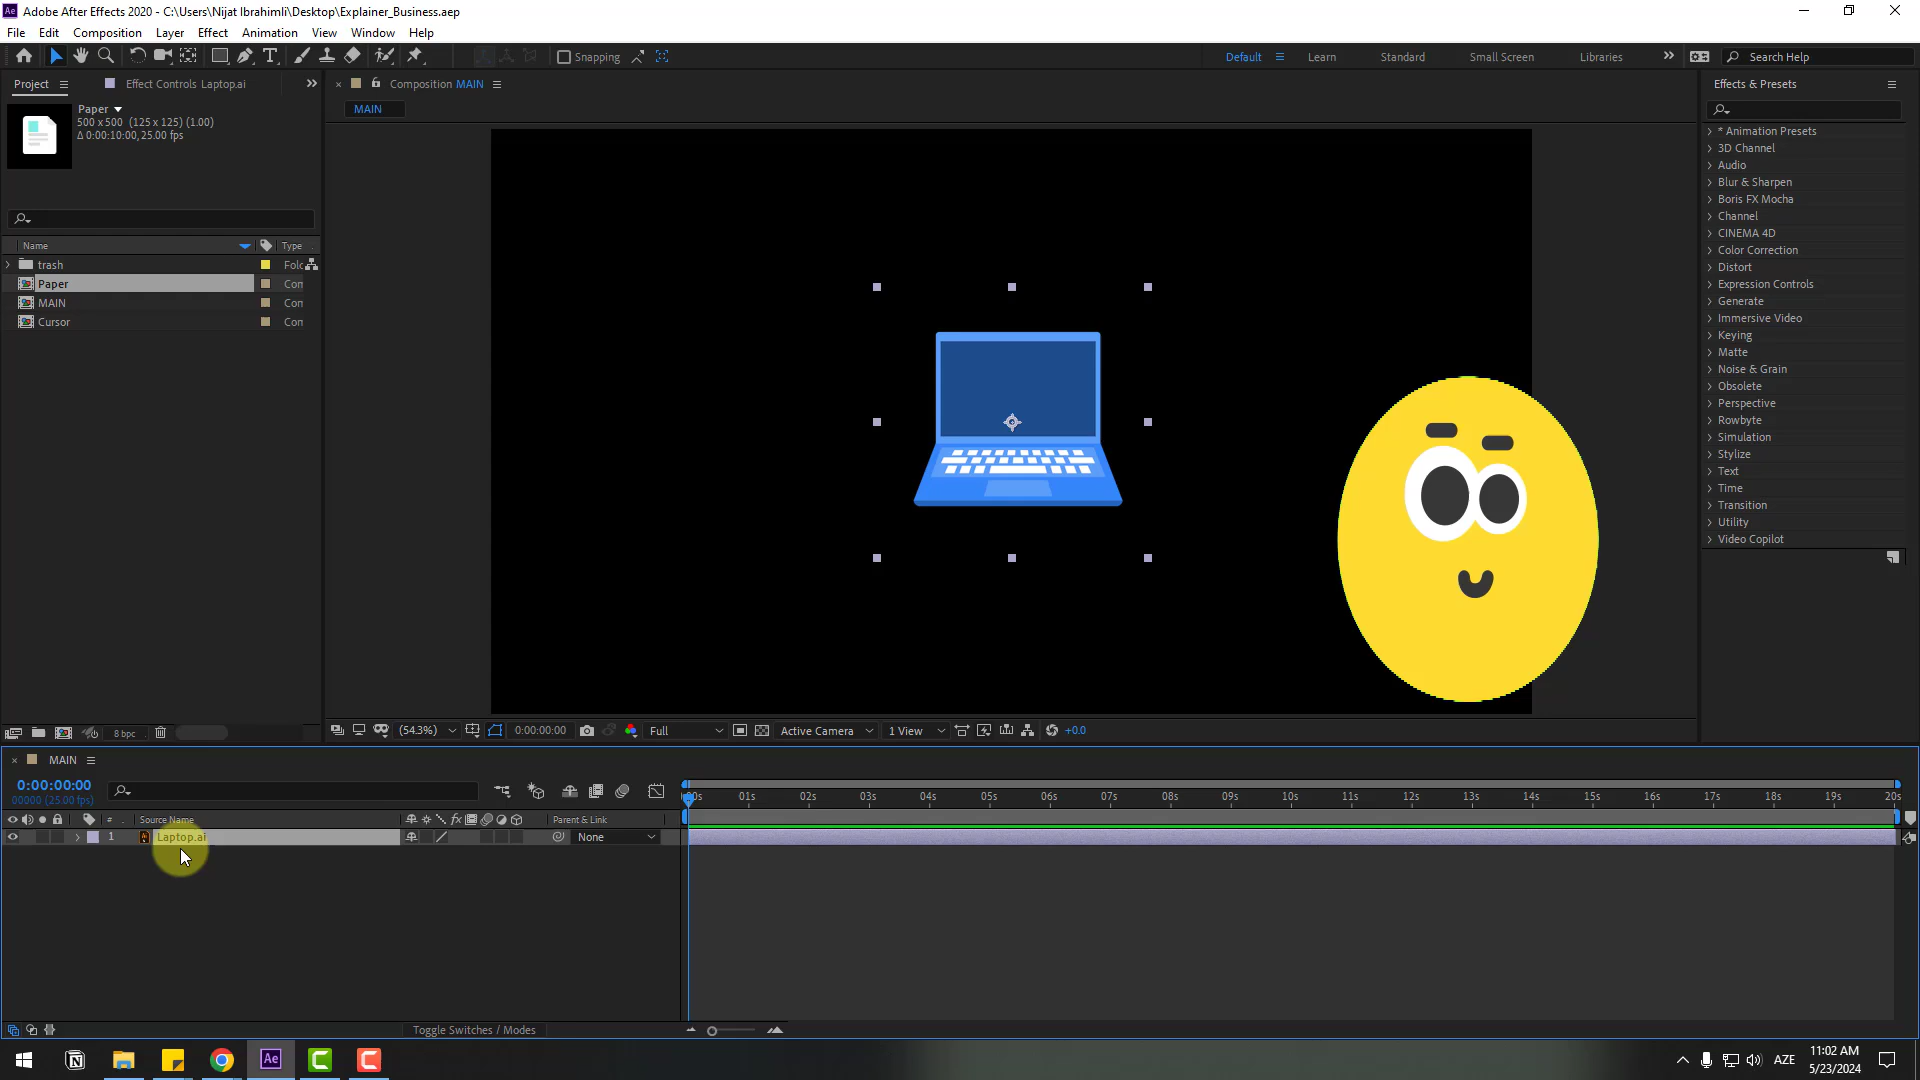 Adobe After Effects 2020 - C:\Users\Nijat Ibrahimli\Desktop\Explainer_Business.aep
File Edit Composition Layer Effect Animation View Window Help
Snapping
Default Learn Standard Small Screen Libraries
Search Help
Project
Effect Controls Laptop.ai
Composition MAIN
Effects & Presets
MAIN
Paper
500 x 500 (125 x 125) (1.00)
Δ 0:00:10:00, 25.00 fps
Name Type
trash Folc
Paper Con
MAIN Con
Cursor Con
* Animation Presets
3D Channel
Audio
Blur & Sharpen
Boris FX Mocha
Channel
CINEMA 4D
Color Correction
Distort
Expression Controls
Generate
Immersive Video
Keying
Matte
Noise & Grain
Obsolete
Perspective
Rowbyte
Simulation
Stylize
Text
Time
Transition
Utility
Video Copilot
8 bpc
(54.3%) 0:00:00:00 Full Active Camera 1 View +0.0
MAIN
0:00:00:00
00000 (25.00 fps)
# Source Name Parent & Link
1 Laptop.ai None
00s 01s 02s 03s 04s 05s 06s 07s 08s 09s 10s 11s 12s 13s 14s 15s 16s 17s 18s 19s 20s
Toggle Switches / Modes
Ae
AZE
11:02 AM
5/23/2024